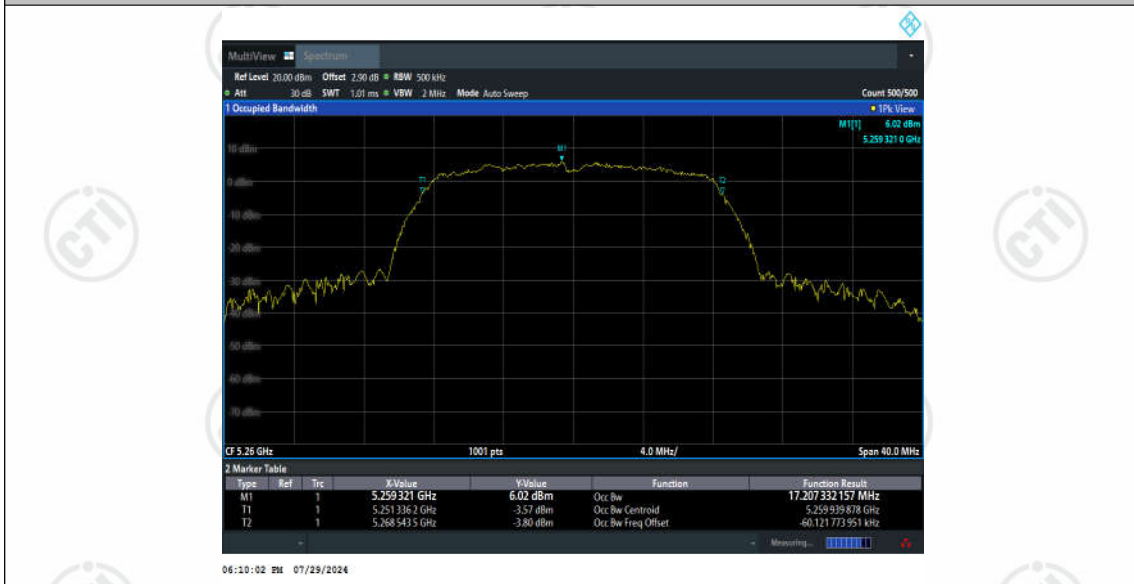 MultiView Spectrum
Ref Level 20.00 dBm Offset 2.90 dB RBW 500 kHz
Att 30 dB SWT 1.01 ms VBW 2 MHz Mode Auto Sweep Count 500/500
1 Occupied Bandwidth 1Pk View
M1[1] 6.02 dBm
5.259 321 0 GHz
10 dBm
M1
0 dBm
-10 dBm
-20 dBm
-30 dBm
-40 dBm
-50 dBm
-60 dBm
-70 dBm
CF 5.26 GHz 1001 pts 4.0 MHz/ Span 40.0 MHz
2 Marker Table
Type Ref Trc X-Value Y-Value Function Function Result
M1 1 5.259 321 GHz 6.02 dBm Occ Bw 17.207 332 157 MHz
T1 1 5.251 336 2 GHz -3.57 dBm Occ Bw Centroid 5.259 939 878 GHz
T2 1 5.268 543 5 GHz -3.80 dBm Occ Bw Freq Offset -60.121 773 951 kHz
Measuring...
06:10:02 PM 07/29/2024
CTI
CTI